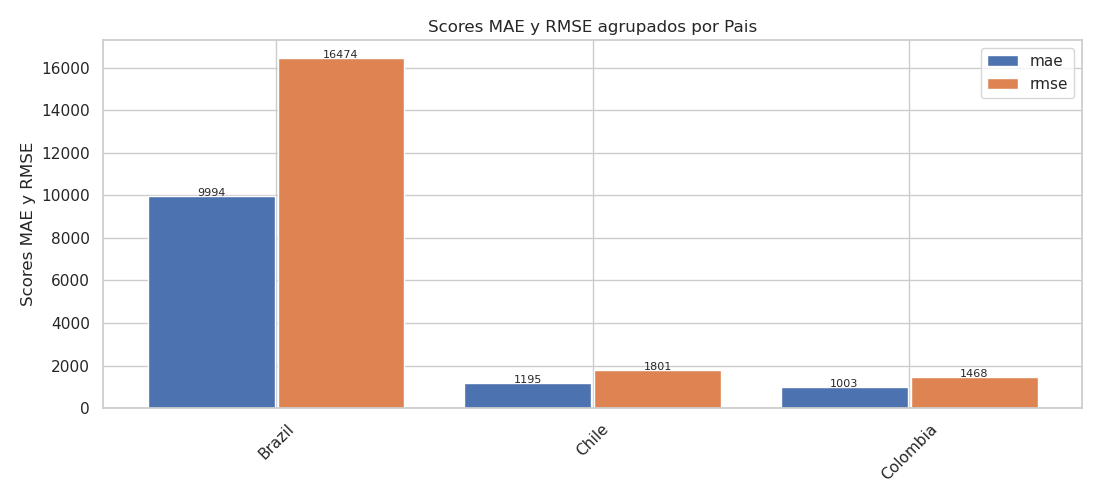 Scores MAE y RMSE agrupados por Pais
Scores MAE y RMSE
16000
14000
12000
10000
8000
6000
4000
2000
0
9994
16474
1195
1801
1003
1468
mae
rmse
Brazil
Chile
Colombia